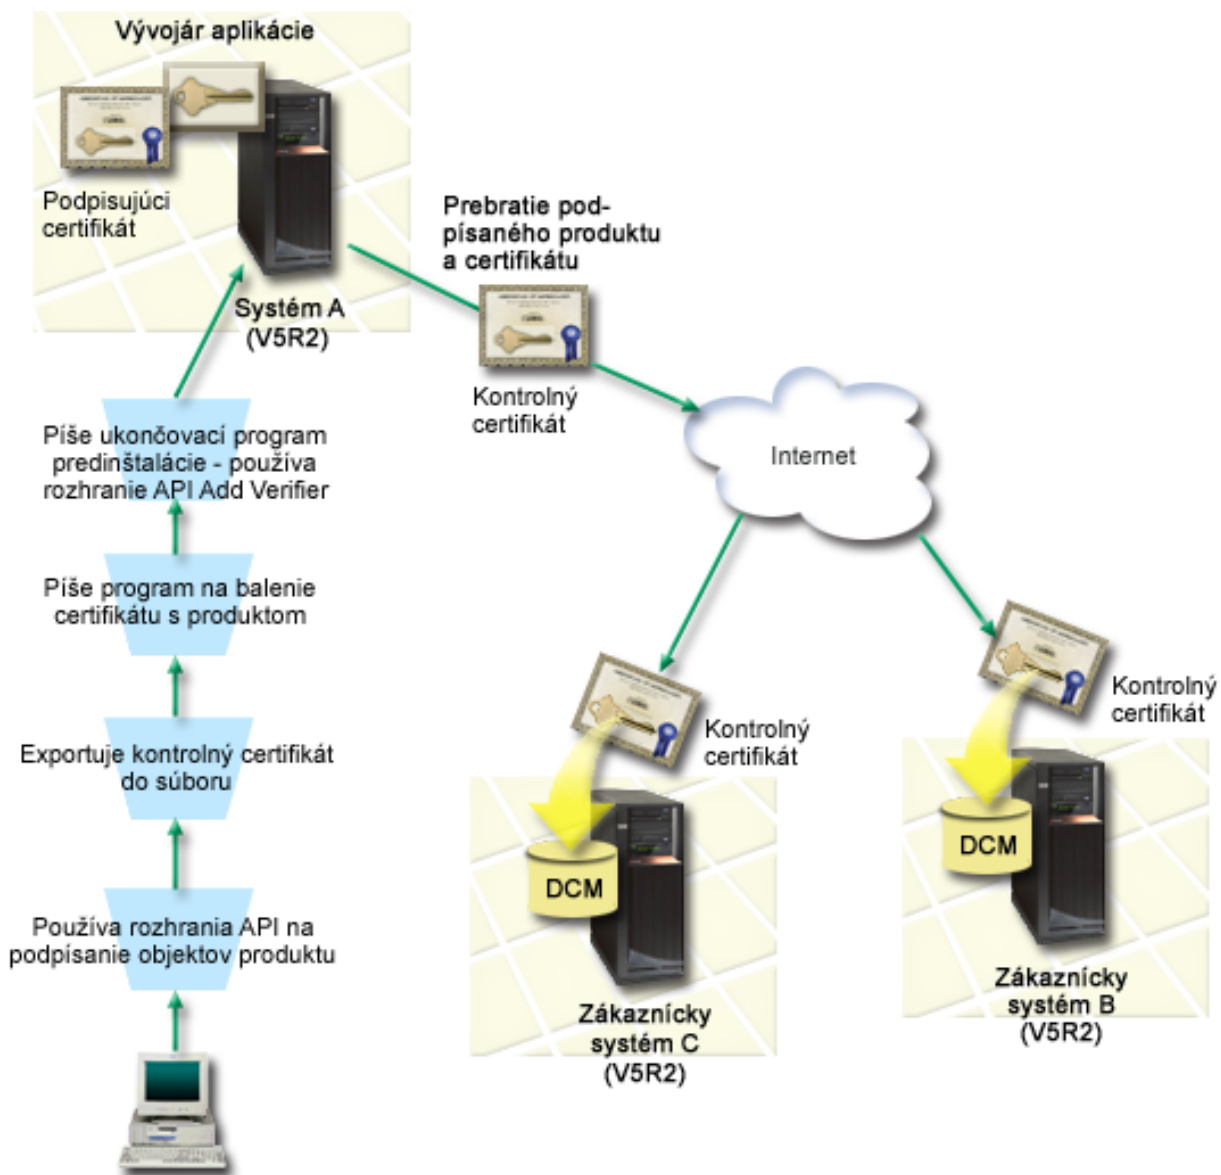 Vývojár aplikácie
Podpisujúci
certifikát
Systém A
(V5R2)
Prebratie pod-
písaného produktu
a certifikátu
Kontrolný
certifikát
Internet
Píše ukončovací program
predinštalácie - používa
rozhranie API Add Verifier
Píše program na balenie
certifikátu s produktom
Exportuje kontrolný certifikát
do súboru
Používa rozhrania API na
podpísanie objektov produktu
Kontrolný
certifikát
DCM
Zákaznícky
systém C
(V5R2)
Kontrolný
certifikát
DCM
Zákaznícky
systém B
(V5R2)